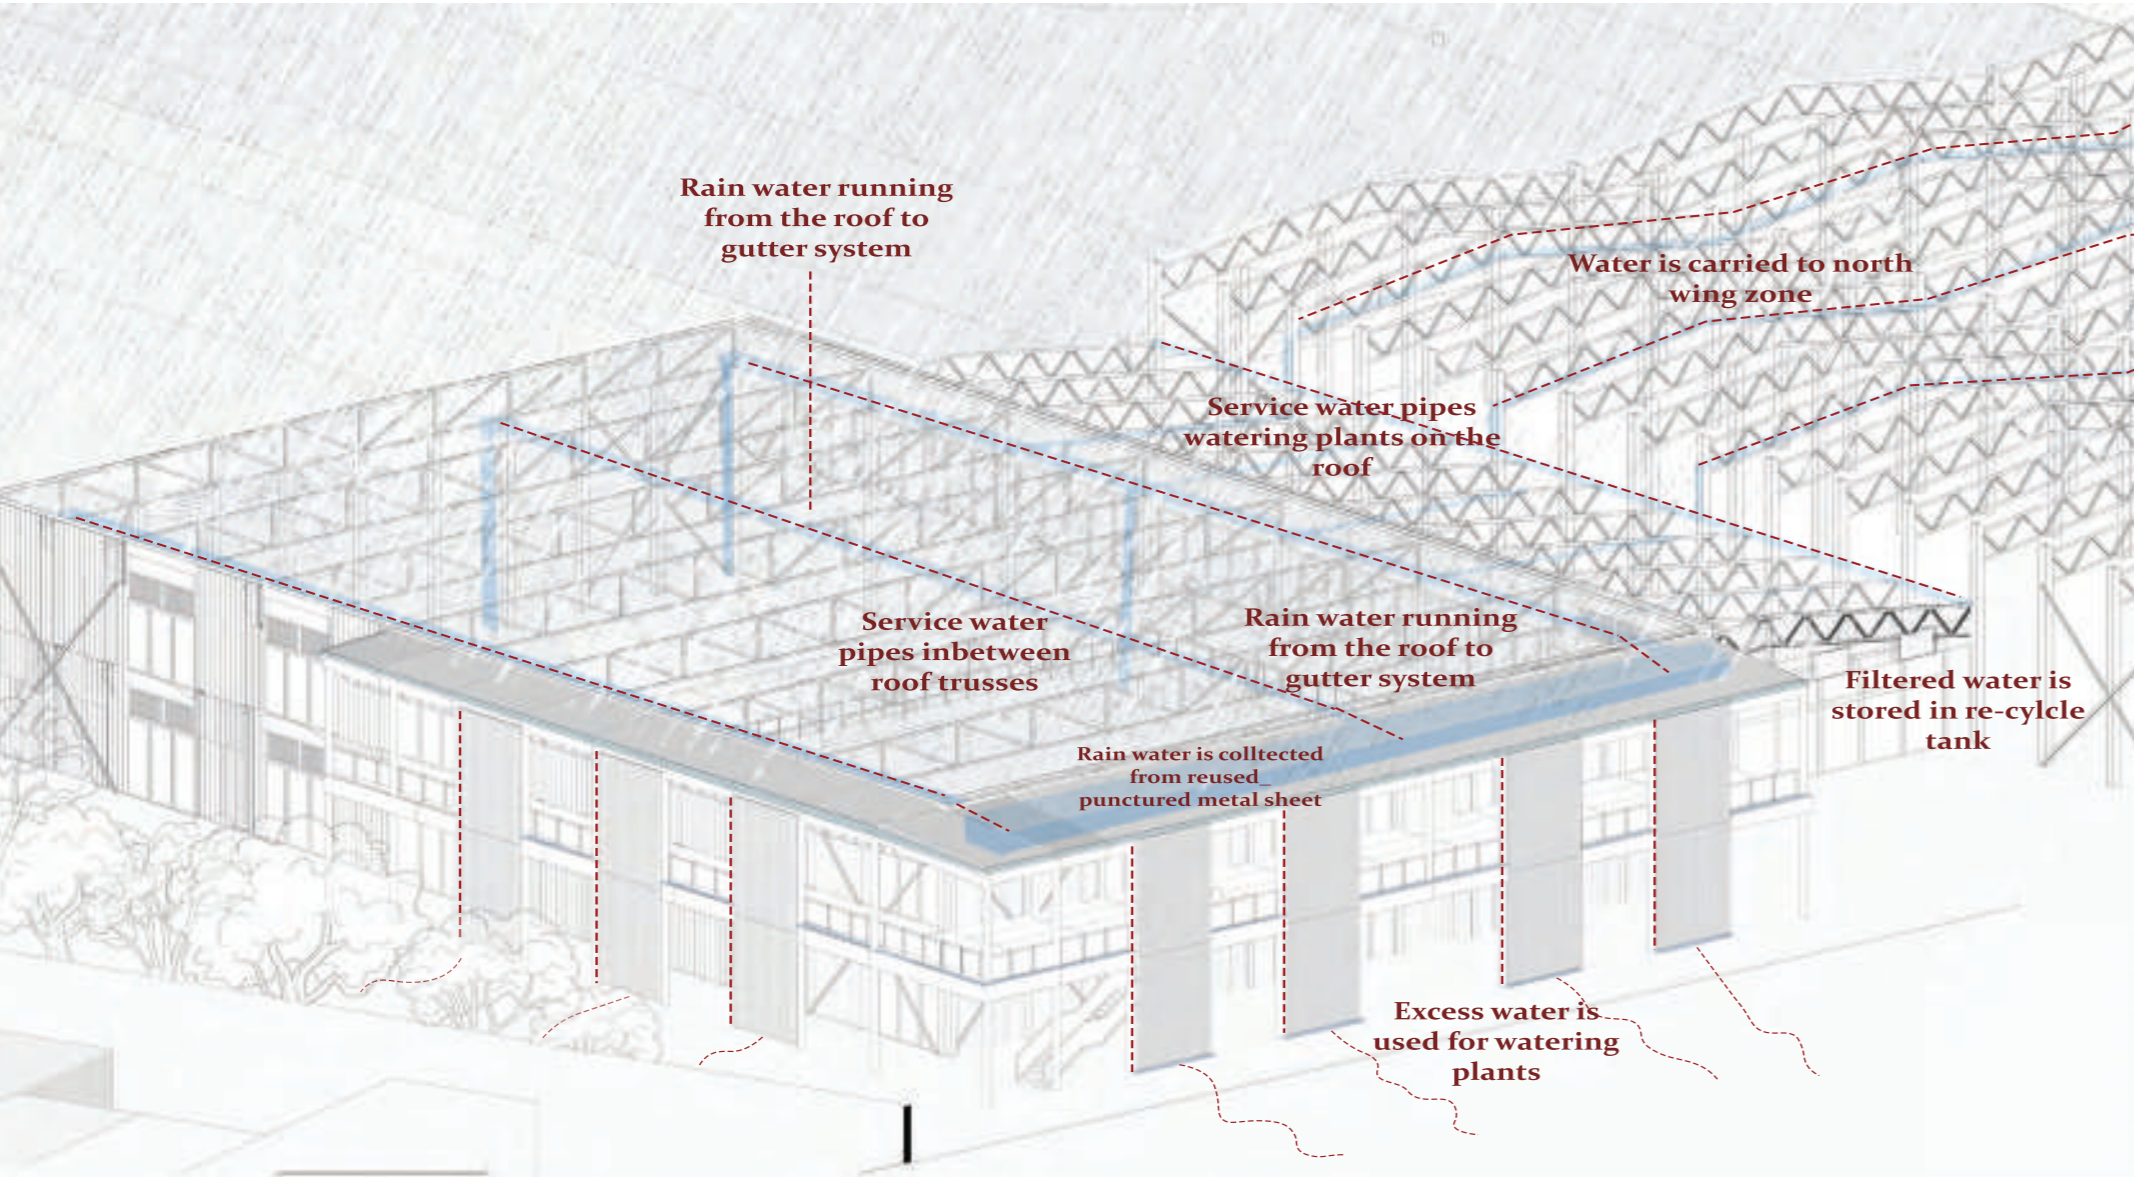 Rain water running
from the roof to
gutter system
Water is carried to north
wing zone
Service water pipes
watering plants on the
roof
Service water
pipes inbetween
roof trusses
Rain water running
from the roof to
gutter system
Filtered water is
stored in re-cylcle
tank
Rain water is colltected
from reused_
punctured metal sheet
Excess water is
used for watering
plants